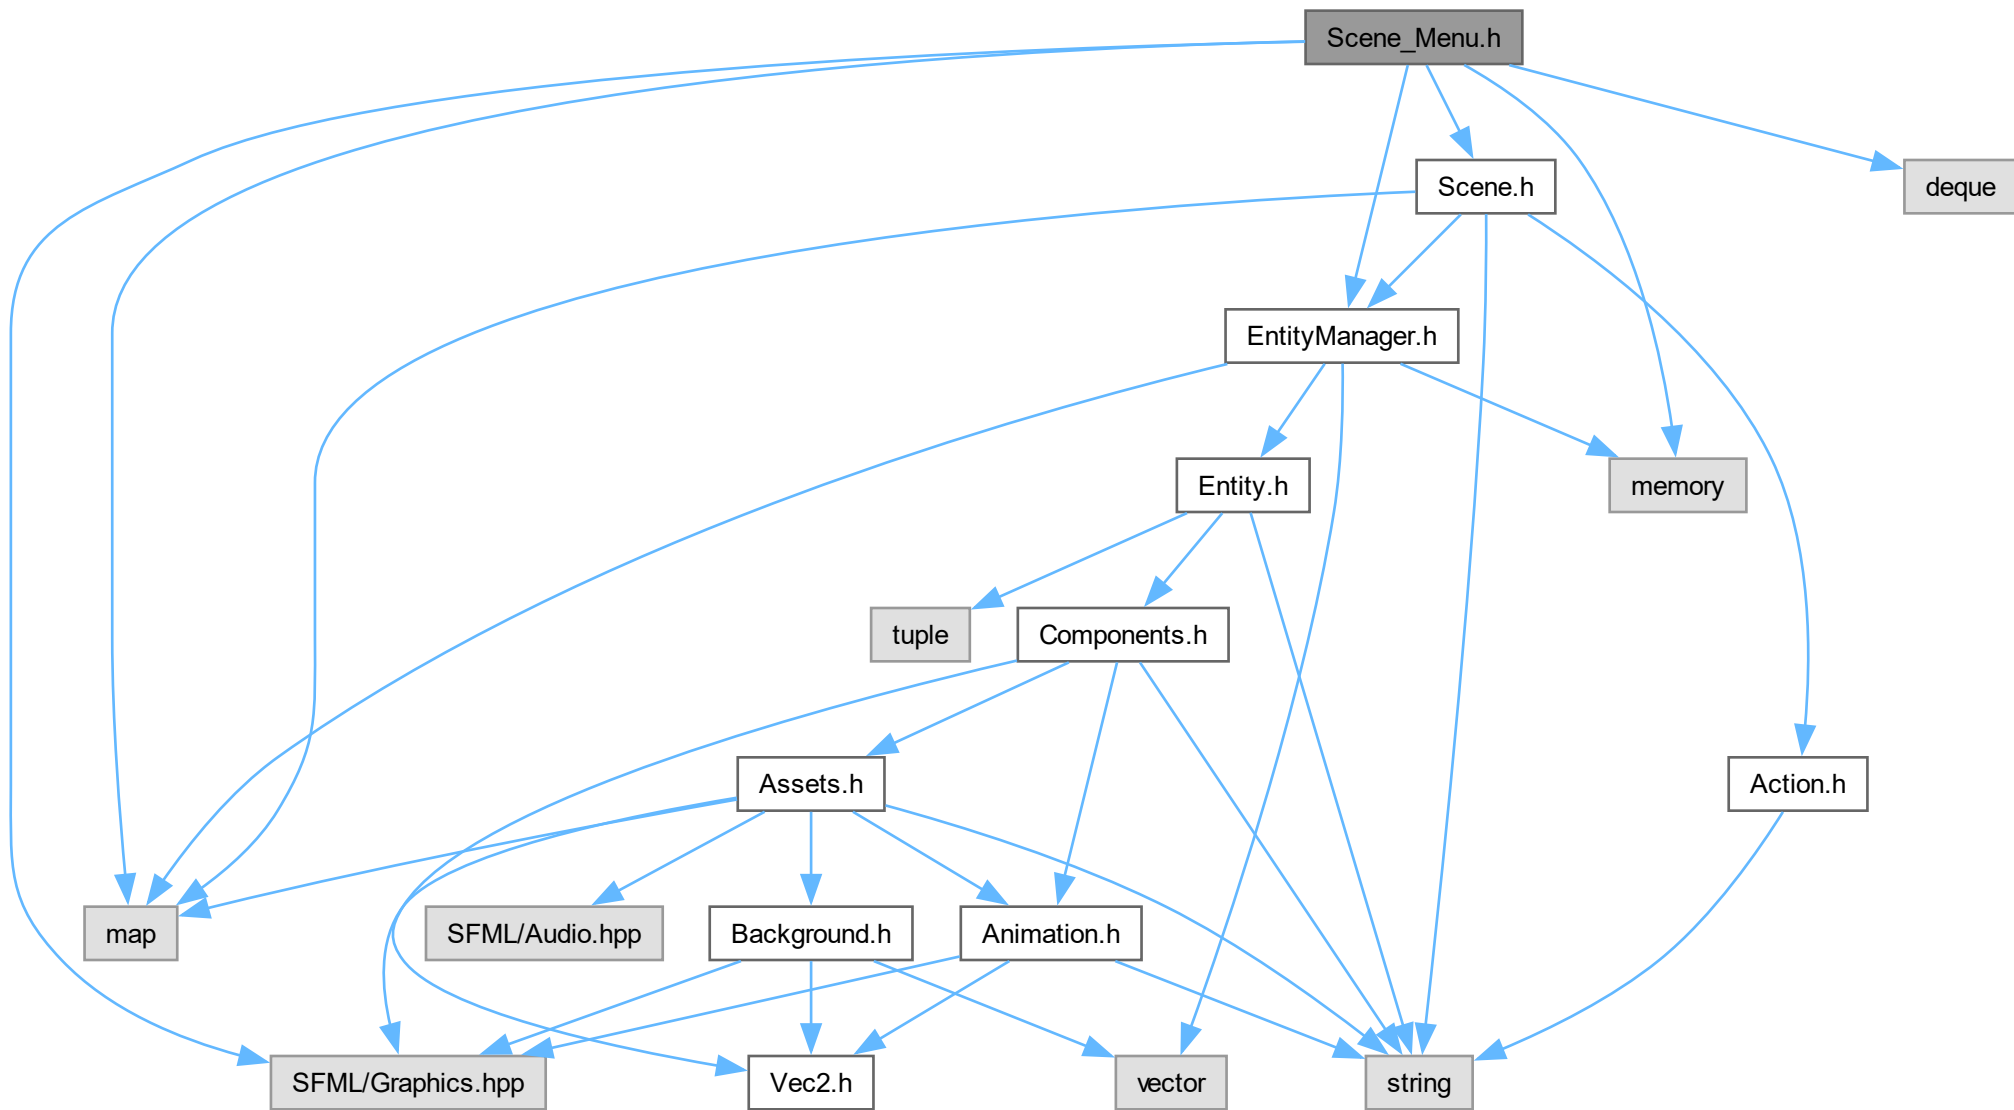 Scene_Menu.h
Scene.h
deque
EntityManager.h
Entity.h
memory
tuple
Components.h
Assets.h
Action.h
map
SFML/Audio.hpp
Background.h
Animation.h
SFML/Graphics.hpp
Vec2.h
vector
string